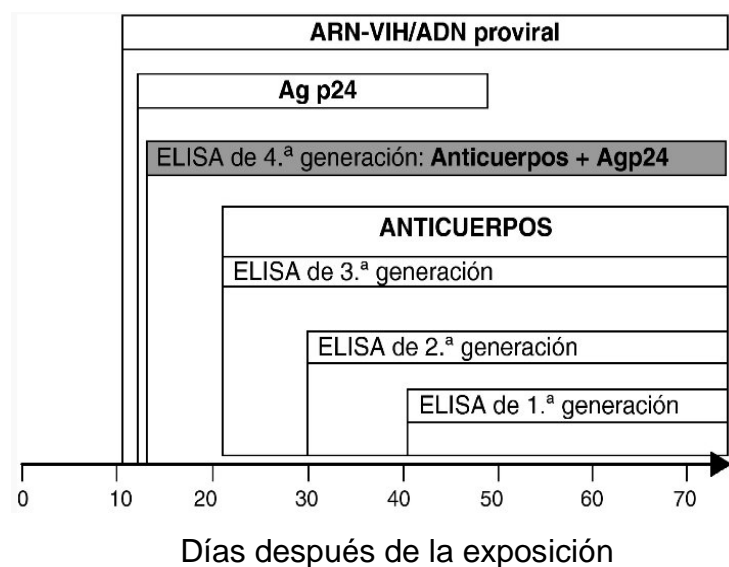 ARN-VIH/ADN proviral
Ag p24
ELISA de 4.ª generación: Anticuerpos + Agp24
ANTICUERPOS
ELISA de 3.ª generación
ELISA de 2.ª generación
ELISA de 1.ª generación
0 10 20 30 40 50 60 70
Días después de la exposición